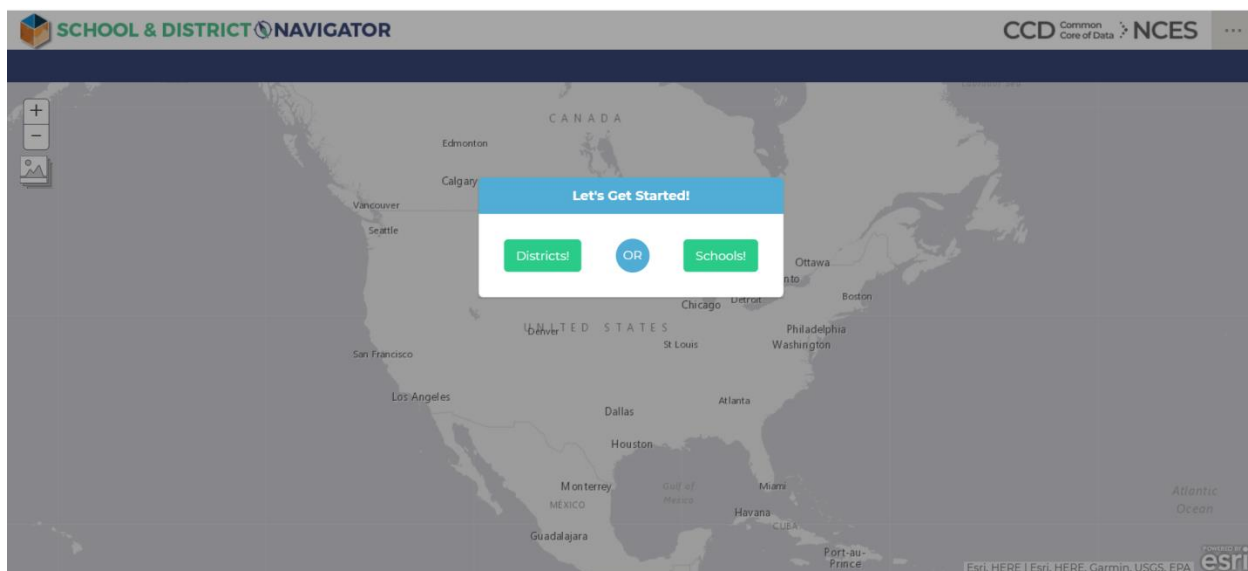 SCHOOL & DISTRICT NAVIGATOR
CCD Common Core of Data NCES
...
+
−
CANADA
Edmonton
Calgary
Vancouver
Seattle
Let's Get Started!
Districts!
OR
Schools!
Ottawa
nto
Boston
Chicago
Detroit
UNITED STATES
Denver
Philadelphia
St Louis
Washington
San Francisco
Los Angeles
Atlanta
Dallas
Houston
Monterrey
Gulf of
Mexico
Miami
MÉXICO
Havana
CUBA
Guadalajara
Port-au-
Prince
Atlantic
Ocean
POWERED BY
esri
Esri, HERE | Esri, HERE, Garmin, USGS, EPA